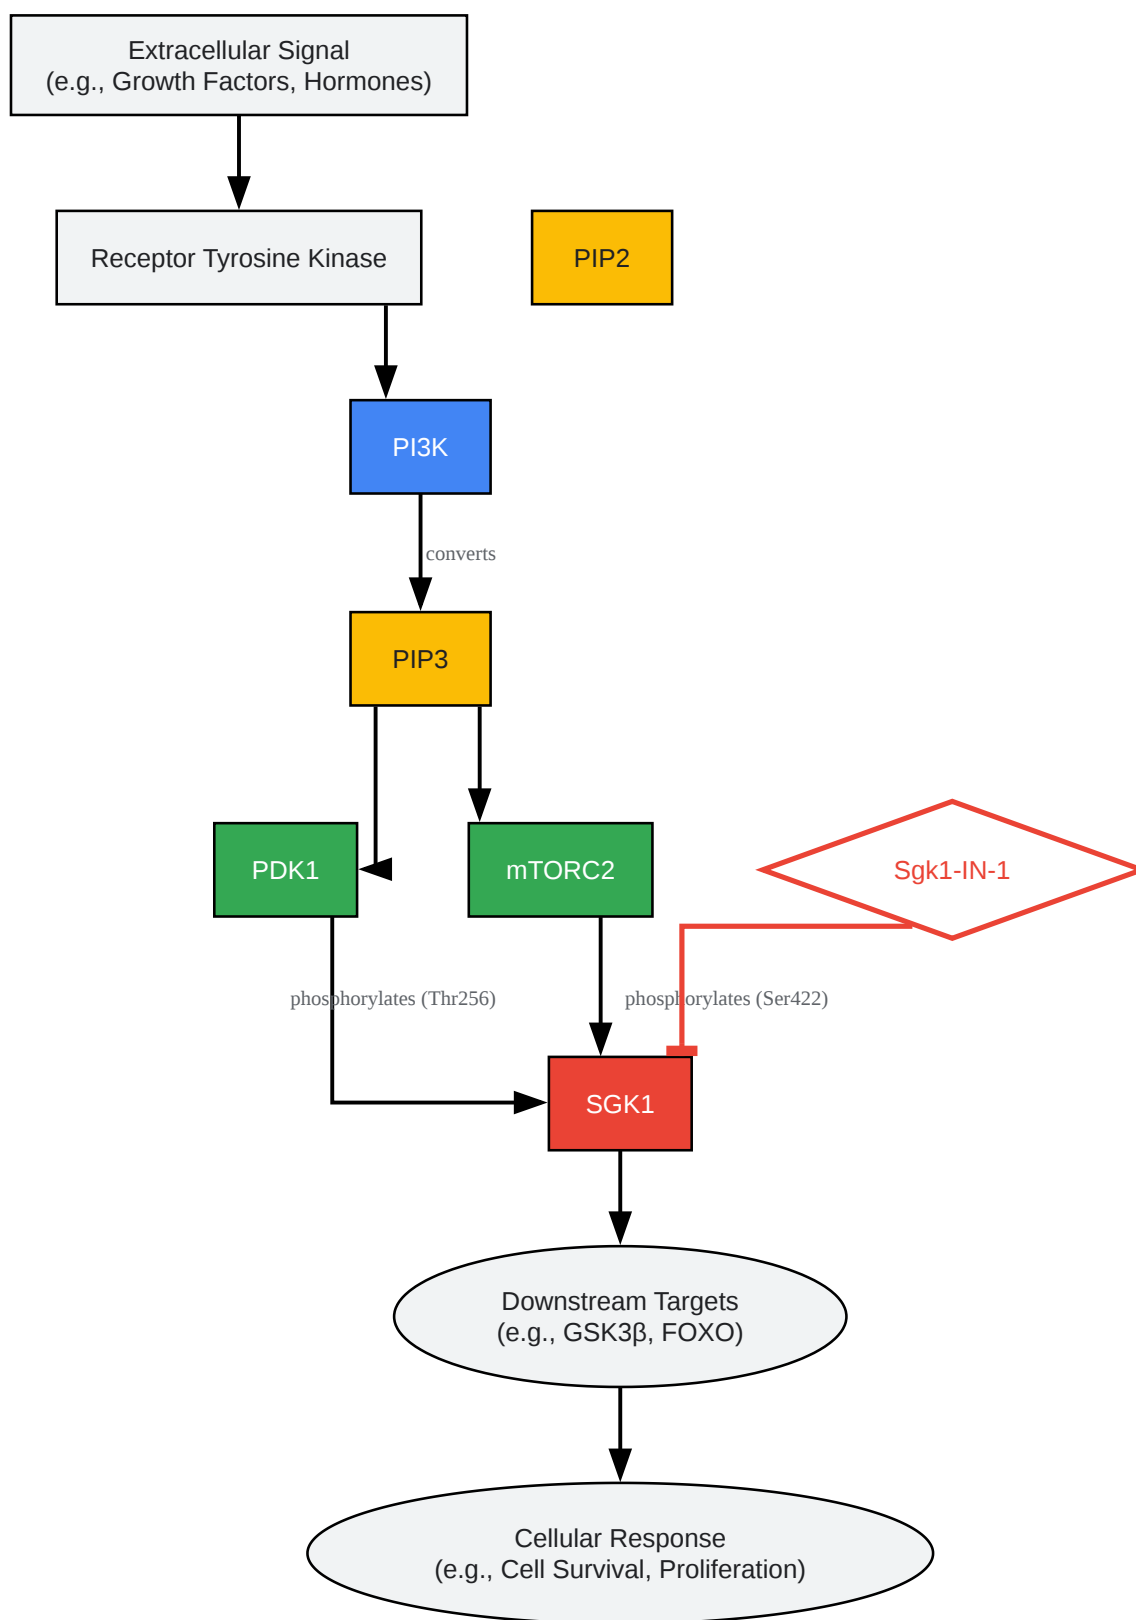 Extracellular Signal
(e.g., Growth Factors, Hormones)
Receptor Tyrosine Kinase
PIP2
PI3K
converts
PIP3
PDK1
mTORC2
Sgk1-IN-1
phosphorylates (Thr256)
phosphorylates (Ser422)
SGK1
Downstream Targets
(e.g., GSK3β, FOXO)
Cellular Response
(e.g., Cell Survival, Proliferation)